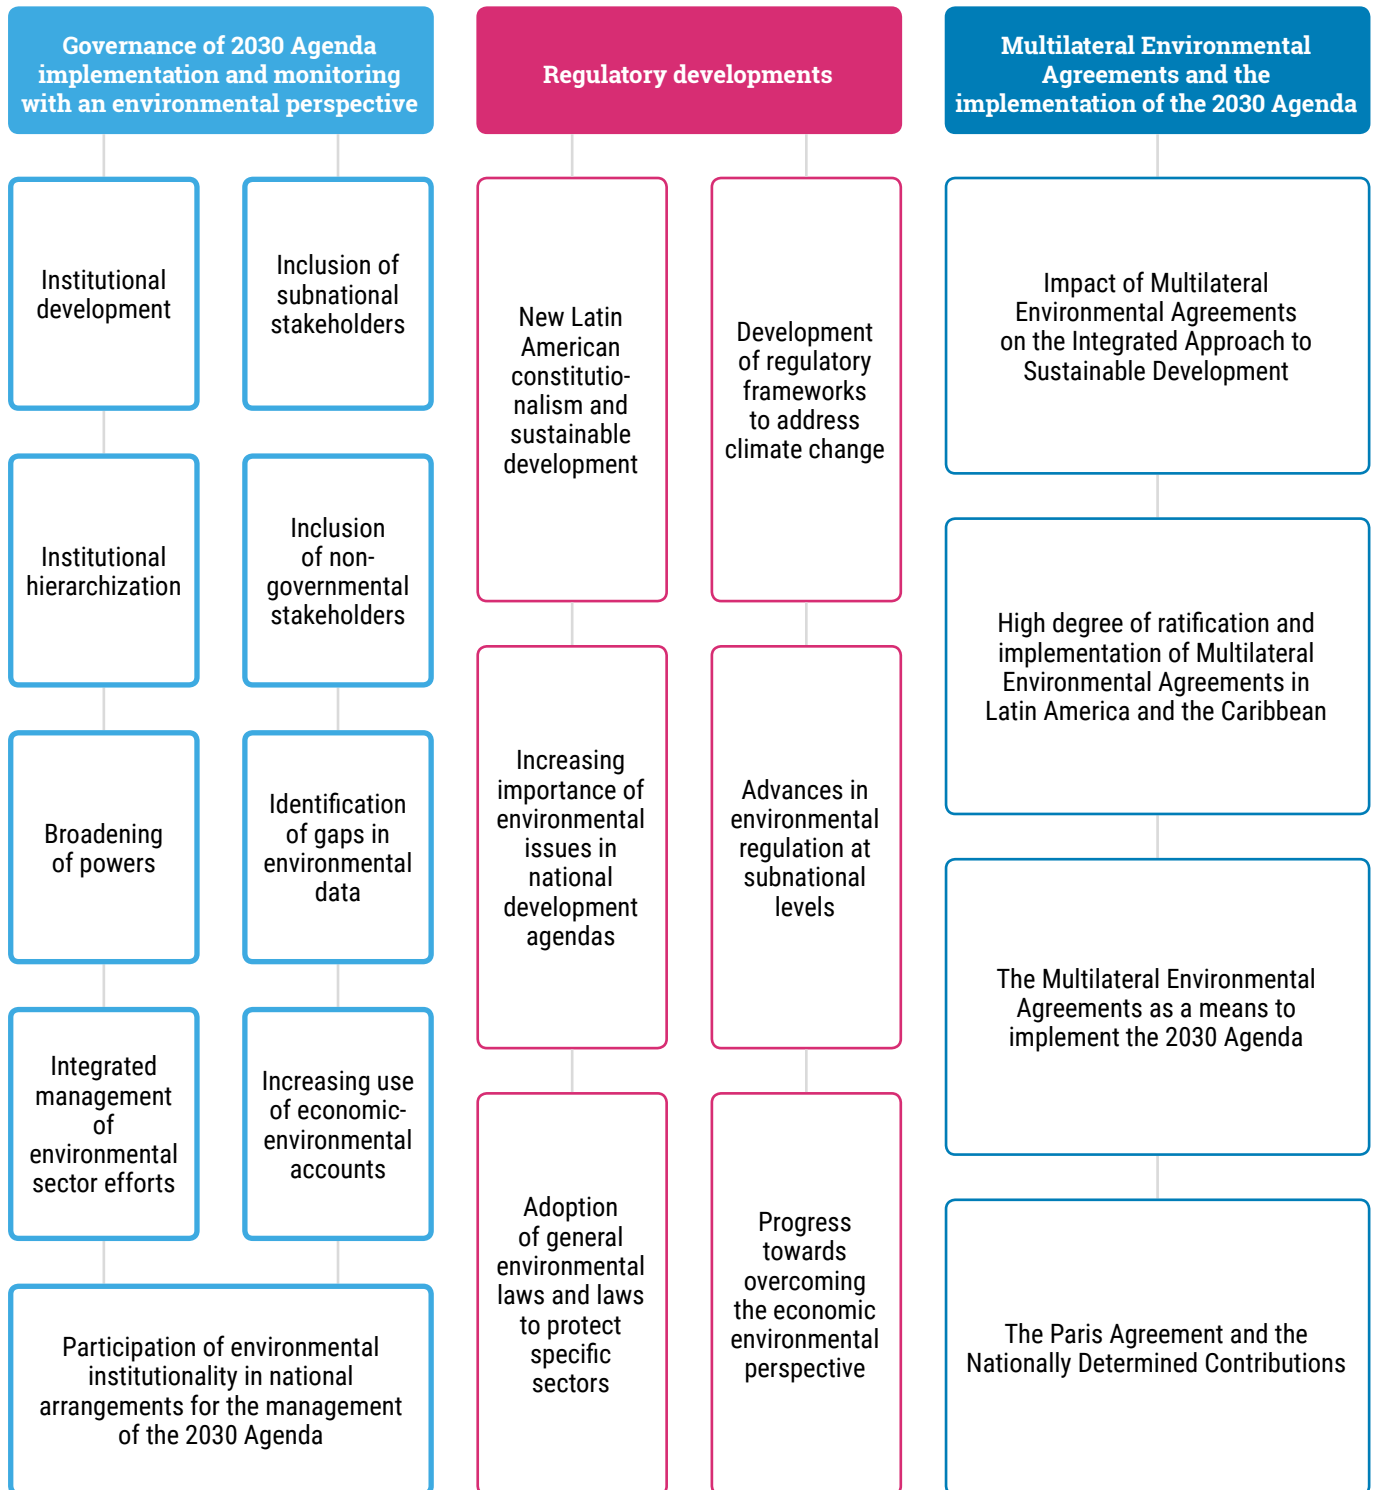 Governance of 2030 Agenda
implementation and monitoring
with an environmental perspective
Institutional
development
Institutional
hierarchization
Broadening
of powers
Integrated
management
of
environmental
sector efforts
Inclusion of
subnational
stakeholders
Inclusion
of non-
governmental
stakeholders
Identification
of gaps in
environmental
data
Increasing use
of economic-
environmental
accounts
Participation of environmental
institutionality in national
arrangements for the management
of the 2030 Agenda
Regulatory developments
New Latin
American
constitutio-
nalism and
sustainable
development
Increasing
importance of
environmental
issues in
national
development
agendas
Adoption
of general
environmental
laws and laws
to protect
specific
sectors
Development
of regulatory
frameworks
to address
climate change
Advances in
environmental
regulation at
subnational
levels
Progress
towards
overcoming
the economic
environmental
perspective
Multilateral Environmental
Agreements and the
implementation of the 2030 Agenda
Impact of Multilateral
Environmental Agreements
on the Integrated Approach to
Sustainable Development
High degree of ratification and
implementation of Multilateral
Environmental Agreements in
Latin America and the Caribbean
The Multilateral Environmental
Agreements as a means to
implement the 2030 Agenda
The Paris Agreement and the
Nationally Determined Contributions